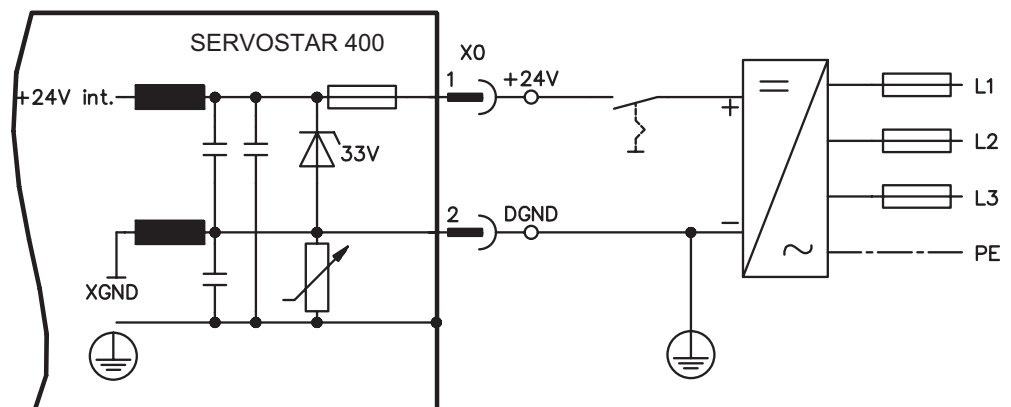 SERVOSTAR 400
X0
1
+24V
+24V int.
+
L1
33V
L2
2
DGND
−
L3
XGND
PE